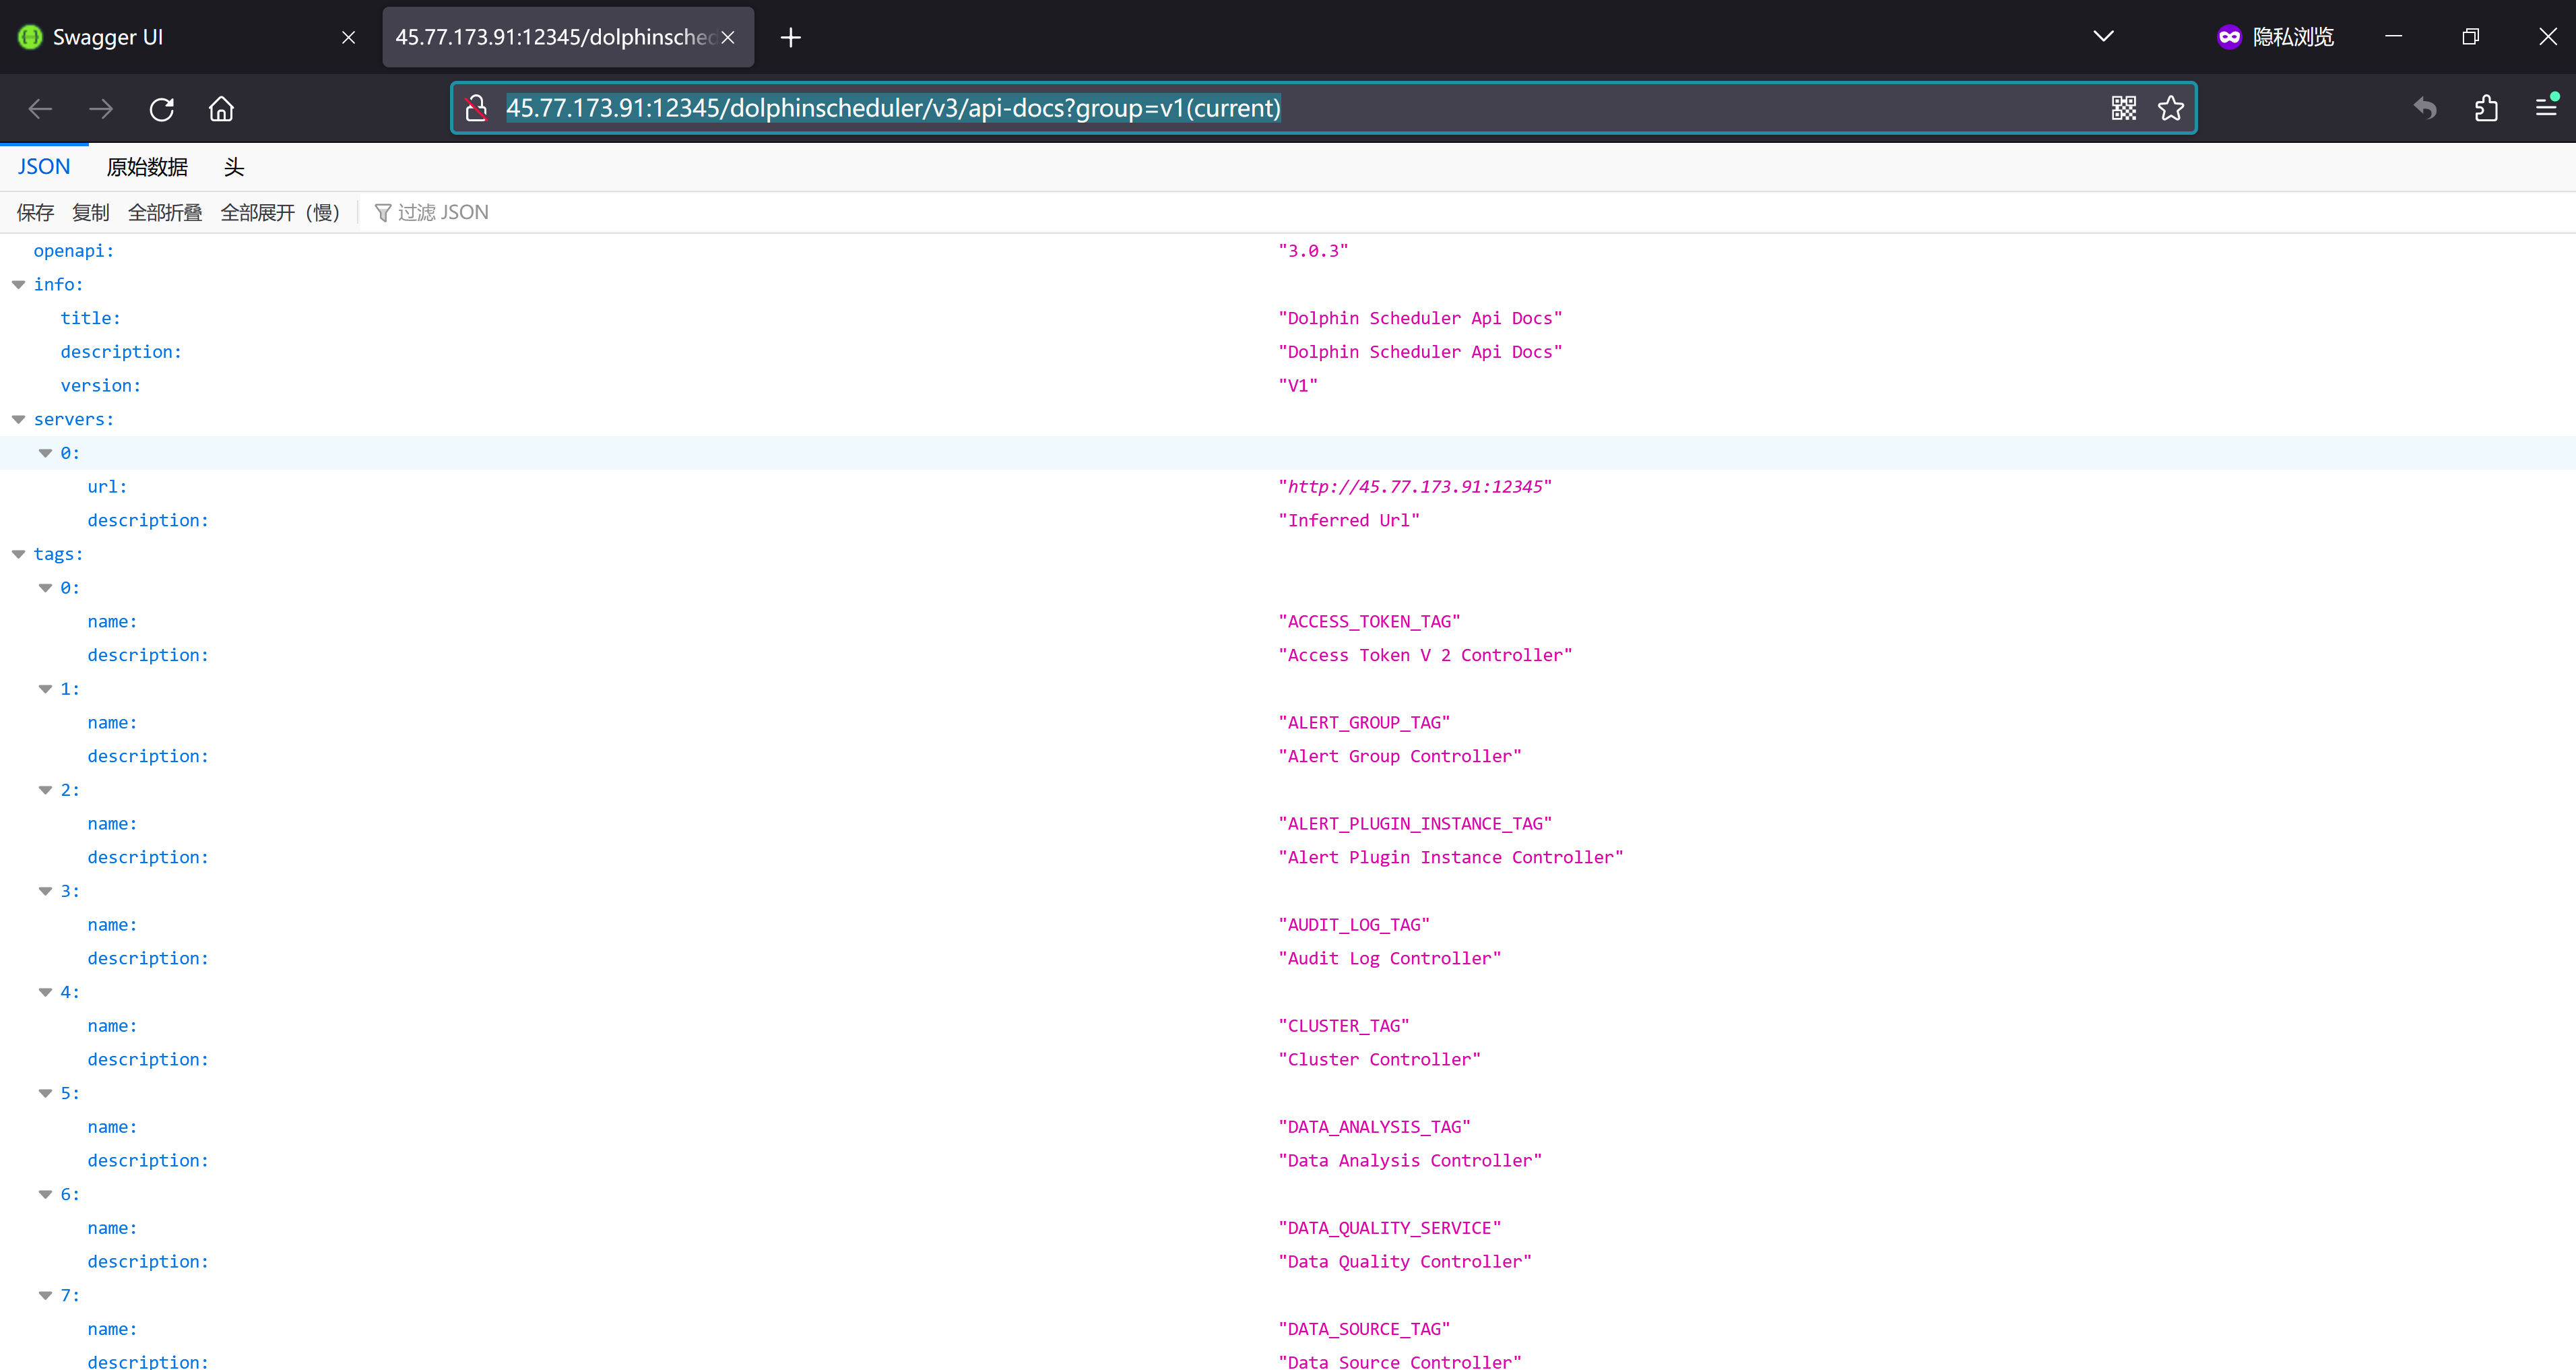 Swagger UI
45.77.173.91:12345/dolphinsched
隐私浏览
45.77.173.91:12345/dolphinscheduler/v3/api-docs?group=v1(current)
JSON 原始数据 头
保存 复制 全部折叠 全部展开（慢） 过滤 JSON
openapi: "3.0.3"
info:
title: "Dolphin Scheduler Api Docs"
description: "Dolphin Scheduler Api Docs"
version: "V1"
servers:
0:
url: "http://45.77.173.91:12345"
description: "Inferred Url"
tags:
0:
name: "ACCESS_TOKEN_TAG"
description: "Access Token V 2 Controller"
1:
name: "ALERT_GROUP_TAG"
description: "Alert Group Controller"
2:
name: "ALERT_PLUGIN_INSTANCE_TAG"
description: "Alert Plugin Instance Controller"
3:
name: "AUDIT_LOG_TAG"
description: "Audit Log Controller"
4:
name: "CLUSTER_TAG"
description: "Cluster Controller"
5:
name: "DATA_ANALYSIS_TAG"
description: "Data Analysis Controller"
6:
name: "DATA_QUALITY_SERVICE"
description: "Data Quality Controller"
7:
name: "DATA_SOURCE_TAG"
description: "Data Source Controller"